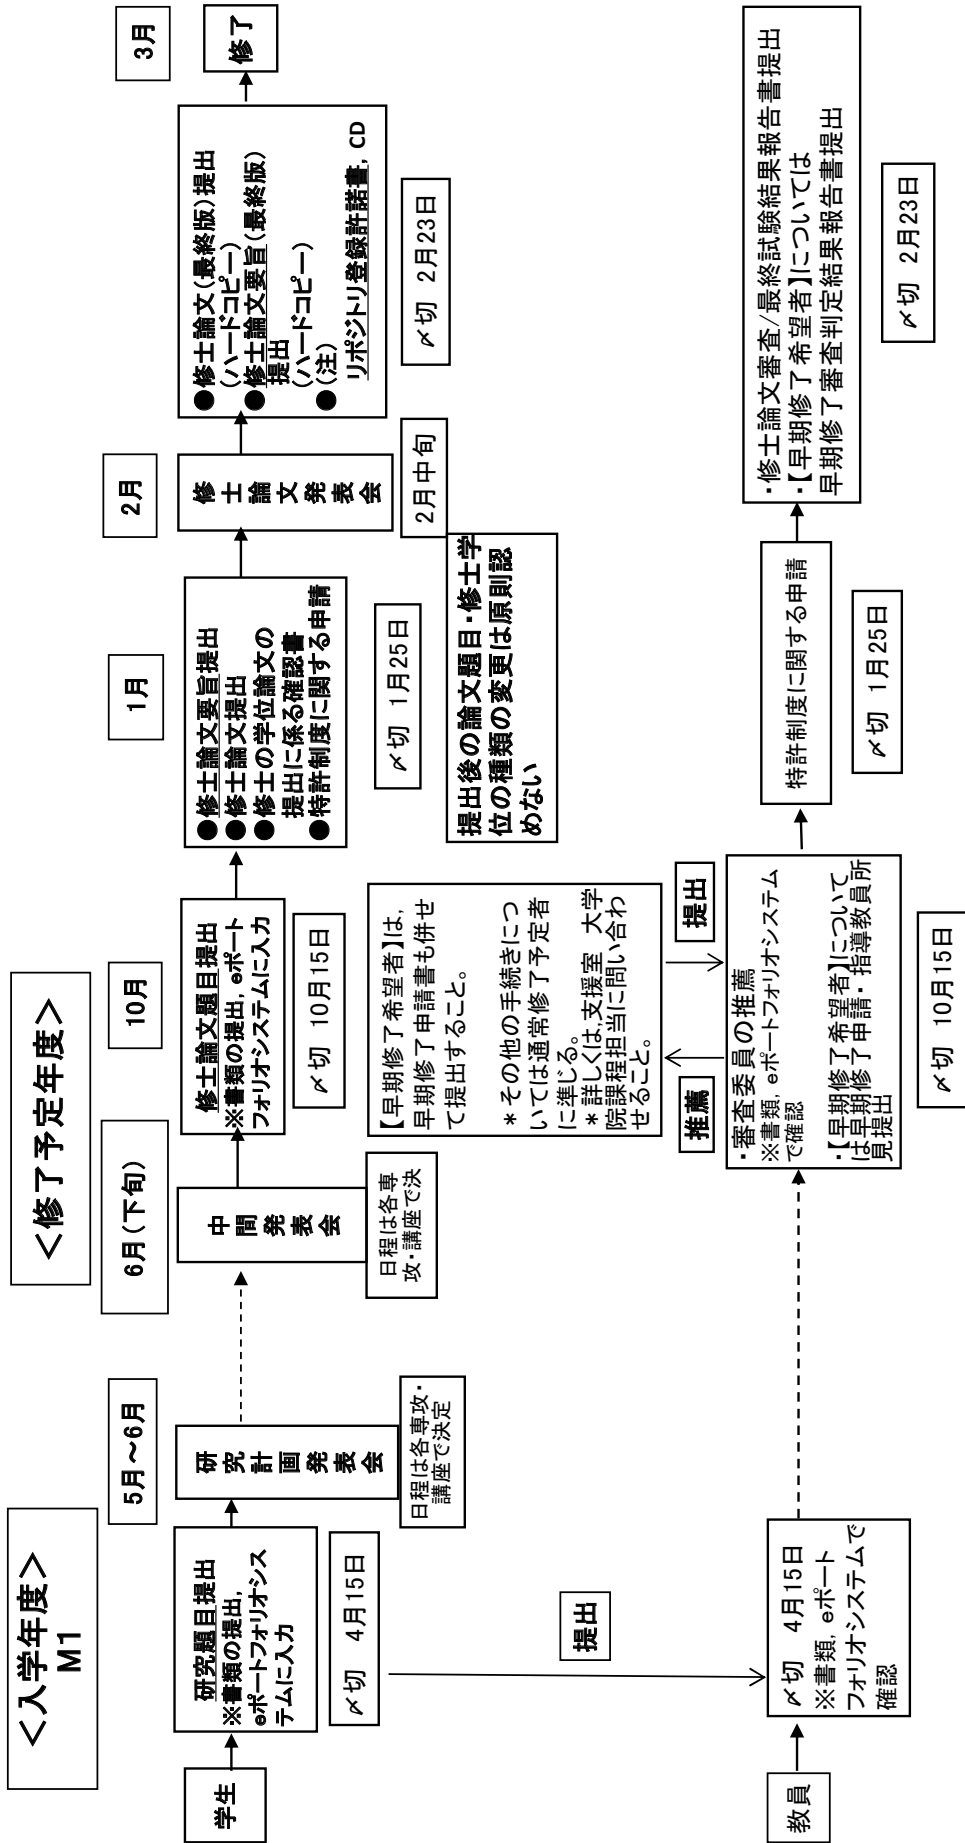 ＜入学年度＞
M1
＜修了予定年度＞
5月～6月
6月（下旬）
10月
1月
2月
3月
学生
研究題目提出
※書類の提出，
eポートフォリオシス
テムに入力
〆切 4月15日
研究計画発表会
日程は各専攻・
講座で決定
中間発表会
日程は各専
攻・講座で決
修士論文題目提出
※書類の提出，eポート
フォリオシステムに入力
〆切 10月15日
【早期修了希望者】は，
早期修了申請書も併せ
て提出すること。
＊その他の手続きにつ
いては通常修了予定者
に準じる。
＊詳しくは，支援室 大学
院課程担当に問い合わ
せること。
●修士論文要旨提出
●修士論文提出
●修士の学位論文の
提出に係る確認書
●特許制度に関する申請
〆切 1月25日
提出後の論文題目・修士学
位の種類の変更は原則認
めない
修士論文発表会
2月中旬
●修士論文（最終版）提出
（ハードコピー）
●修士論文要旨（最終版）
提出
（ハードコピー）
●（注）
リポジトリ登録許諾書，CD
〆切 2月23日
修了
提出
推薦
提出
教員
〆切 4月15日
※書類，eポート
フォリオシステムで
確認
・審査委員の推薦
※書類，eポートフォリオシステム
で確認
・【早期修了希望者】について
は早期修了申請・指導教員所
見提出
〆切 10月15日
特許制度に関する申請
〆切 1月25日
・修士論文審査/最終試験結果報告書提出
・【早期修了希望者】については
早期修了審査判定結果報告書提出
〆切 2月23日